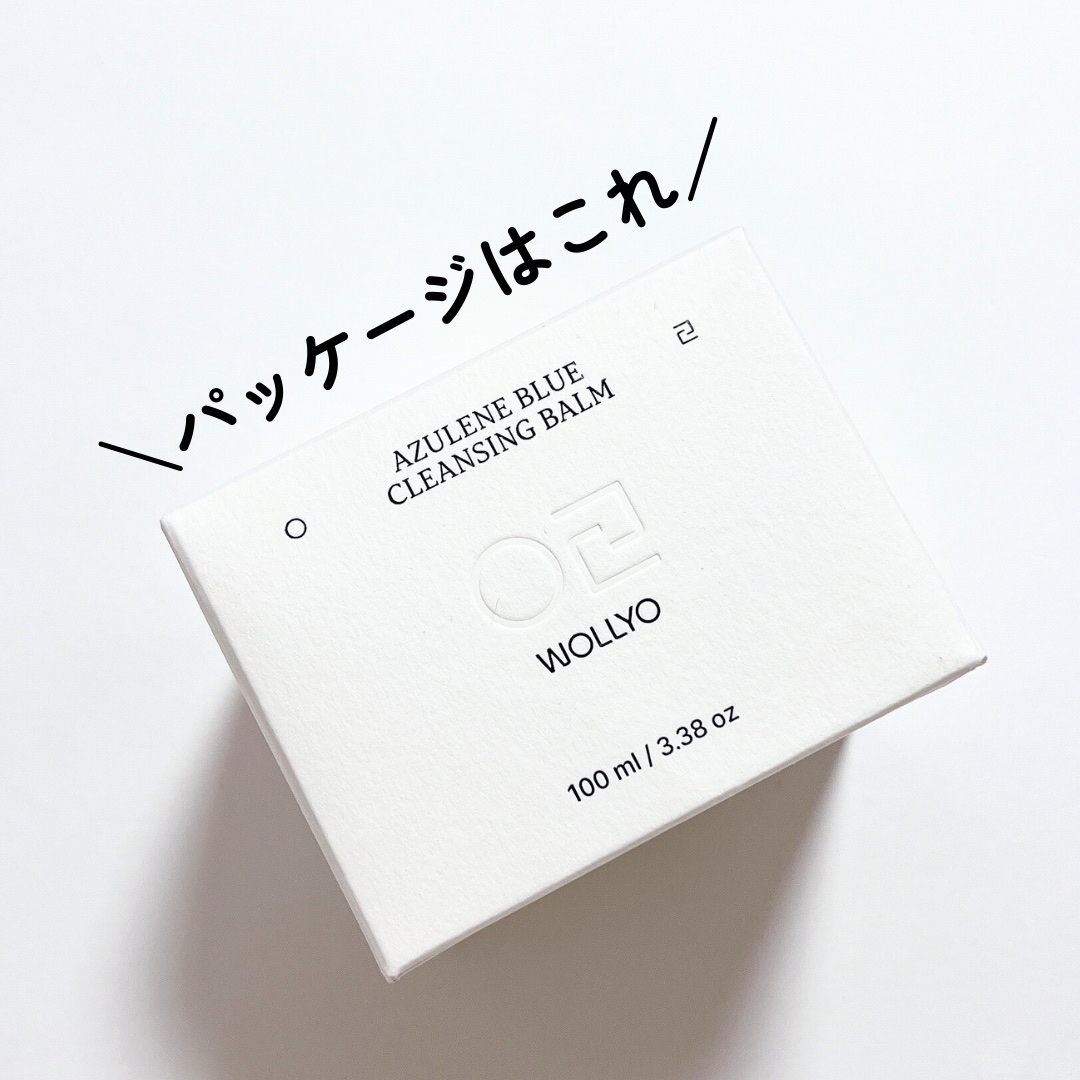 \パッケージはこれ/
AZULENE BLUE
CLEANSING BALM
WOLLYO
100 ml / 3.38 oz